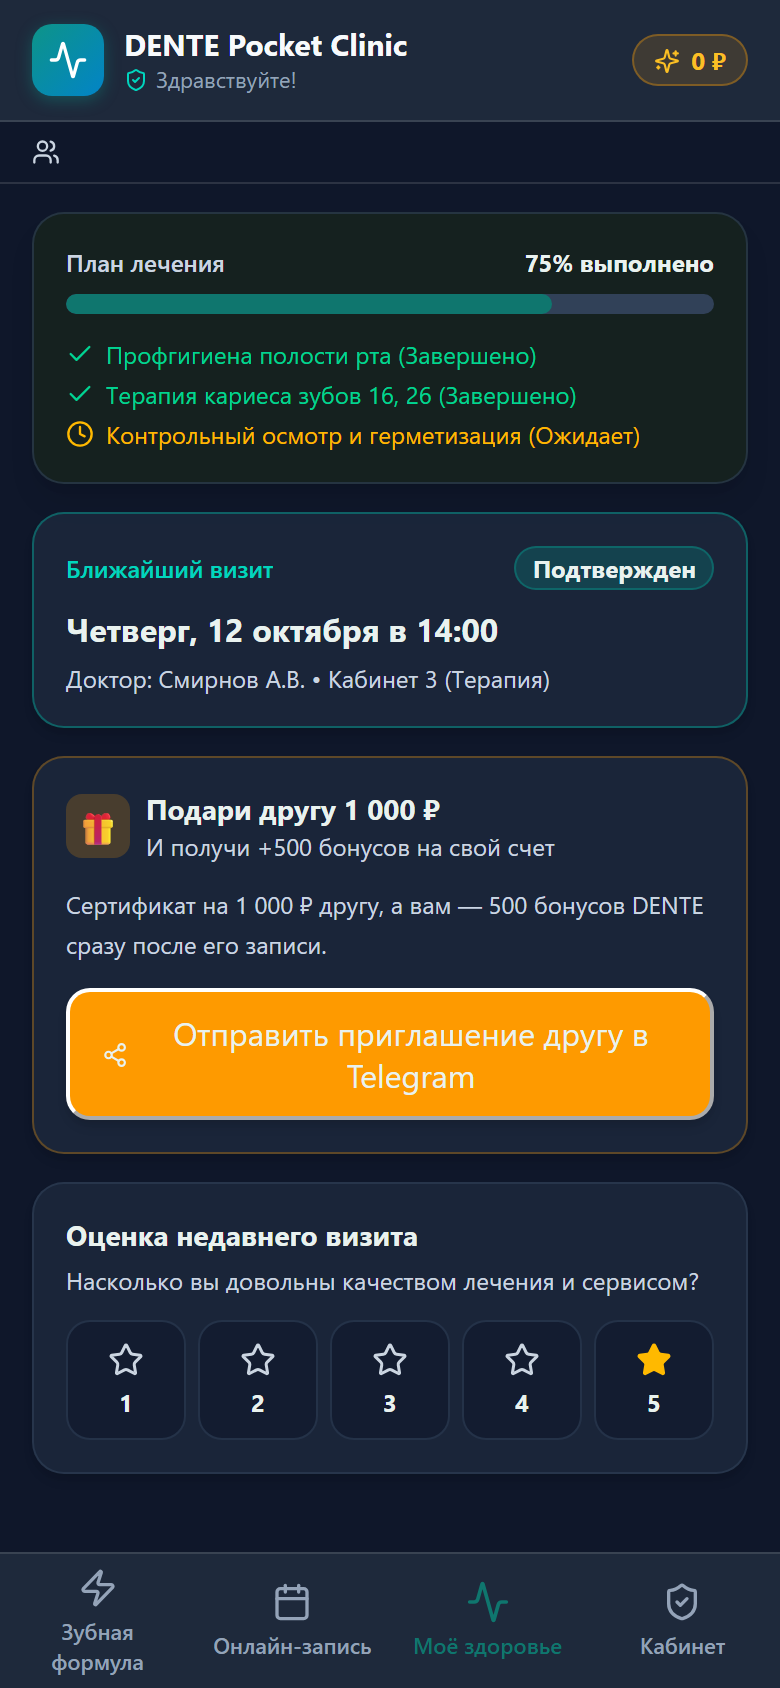 DENTE Pocket Clinic
Здравствуйте!
0 ₽
План лечения
75% выполнено
Профгигиена полости рта (Завершено)
Терапия кариеса зубов 16, 26 (Завершено)
Контрольный осмотр и герметизация (Ожидает)
Ближайший визит
Подтвержден
Четверг, 12 октября в 14:00
Доктор: Смирнов А.В. • Кабинет 3 (Терапия)
Подари другу 1 000 ₽
И получи +500 бонусов на свой счет
Сертификат на 1 000 ₽ другу, а вам — 500 бонусов DENTE
сразу после его записи.
Отправить приглашение другу в
Telegram
Оценка недавнего визита
Насколько вы довольны качеством лечения и сервисом?
1
2
3
4
5
Зубная
формула
Онлайн-запись
Моё здоровье
Кабинет